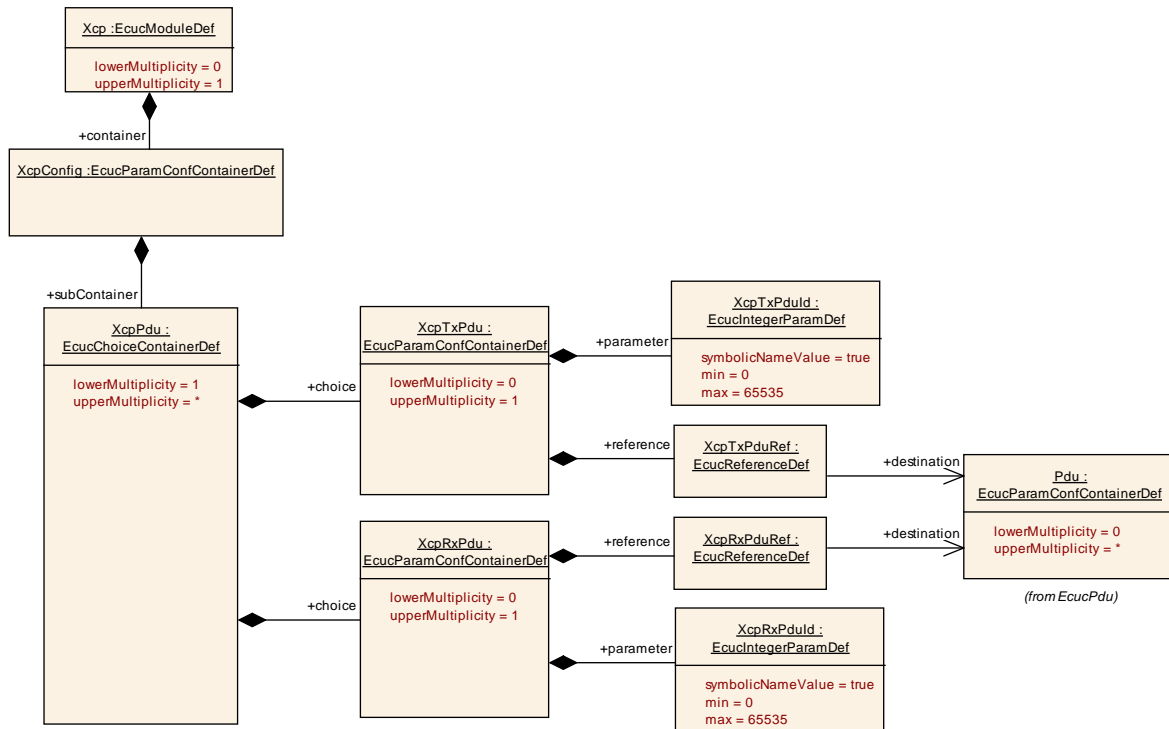 Xcp :EcucModuleDef
lowerMultiplicity = 0
upperMultiplicity = 1
+container
XcpConfig :EcucParamConfContainerDef
+subContainer
XcpPdu :
EcucChoiceContainerDef
lowerMultiplicity = 1
upperMultiplicity = *
+choice
XcpTxPdu :
EcucParamConfContainerDef
lowerMultiplicity = 0
upperMultiplicity = 1
+parameter
XcpTxPduId :
EcucIntegerParamDef
symbolicNameValue = true
min = 0
max = 65535
+reference
XcpTxPduRef :
EcucReferenceDef
+destination
Pdu :
EcucParamConfContainerDef
lowerMultiplicity = 0
upperMultiplicity = *
(from EcucPdu)
+choice
XcpRxPdu :
EcucParamConfContainerDef
lowerMultiplicity = 0
upperMultiplicity = 1
+reference
XcpRxPduRef :
EcucReferenceDef
+destination
+parameter
XcpRxPduId :
EcucIntegerParamDef
symbolicNameValue = true
min = 0
max = 65535